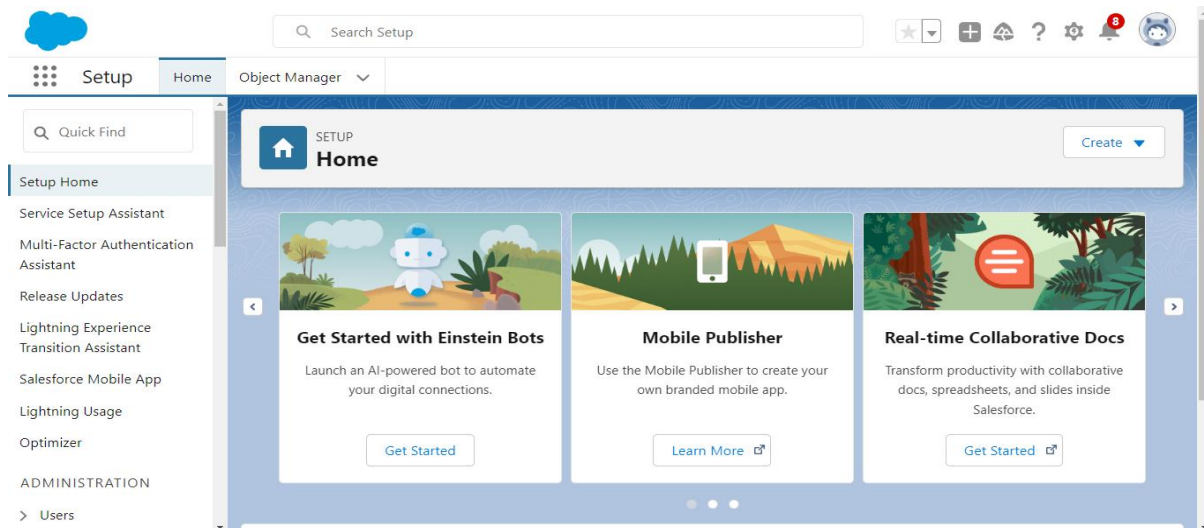 Search Setup
8
Setup
Home
Object Manager
Quick Find
Setup Home
Service Setup Assistant
Multi-Factor Authentication
Assistant
Release Updates
Lightning Experience
Transition Assistant
Salesforce Mobile App
Lightning Usage
Optimizer
ADMINISTRATION
Users
SETUP
Home
Create
Get Started with Einstein Bots
Launch an AI-powered bot to automate
your digital connections.
Get Started
Mobile Publisher
Use the Mobile Publisher to create your
own branded mobile app.
Learn More
Real-time Collaborative Docs
Transform productivity with collaborative
docs, spreadsheets, and slides inside
Salesforce.
Get Started